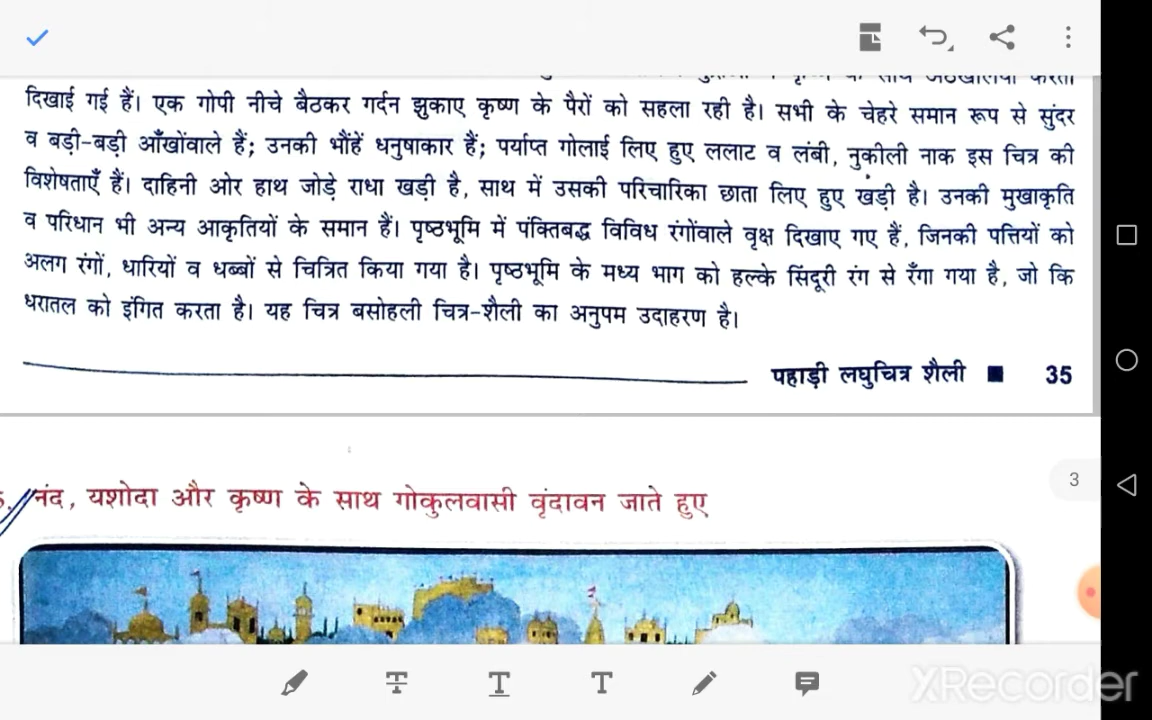 दिखाई गई हैं। एक गोपी नीचे बैठकर गर्दन झुकाए कृष्ण के पैरों को सहला रही है। सभी के चेहरे समान रूप से सुंदर
व बड़ी-बड़ी आँखोंवाले हैं; उनकी भौंहें धनुषाकार हैं; पर्याप्त गोलाई लिए हुए ललाट व लंबी, नुकीली नाक इस चित्र की
विशेषताएँ हैं। दाहिनी ओर हाथ जोड़े राधा खड़ी है, साथ में उसकी परिचारिका छाता लिए हुए खड़ी है। उनकी मुखाकृति
व परिधान भी अन्य आकृतियों के समान हैं। पृष्ठभूमि में पंक्तिबद्ध विविध रंगोंवाले वृक्ष दिखाए गए हैं, जिनकी पत्तियों को
अलग रंगों, धारियों व धब्बों से चित्रित किया गया है। पृष्ठभूमि के मध्य भाग को हल्के सिंदूरी रंग से रँगा गया है, जो कि
धरातल को इंगित करता है। यह चित्र बसोहली चित्र-शैली का अनुपम उदाहरण है।
पहाड़ी लघुचित्र शैली ■ 35
3
नंद, यशोदा और कृष्ण के साथ गोकुलवासी वृंदावन जाते हुए
XRecorder